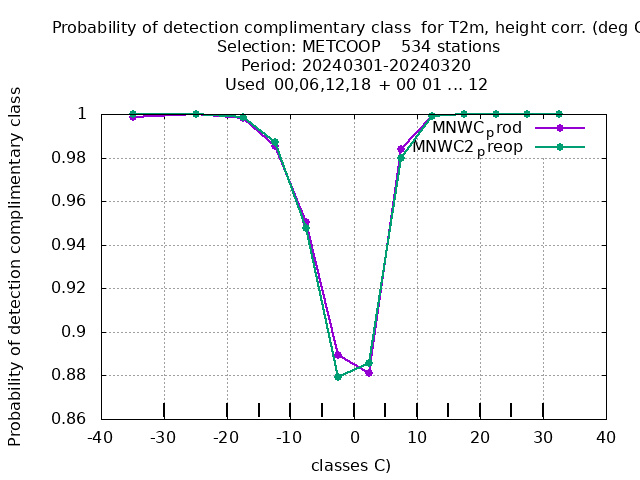 Probability of detection complimentary class for T2m, height corr. (deg C
Selection: METCOOP 534 stations
Period: 20240301-20240320
Used 00,06,12,18 + 00 01 ... 12
Probability of detection complimentary class
1
0.98
0.96
0.94
0.92
0.9
0.88
0.86
MNWCprod
MNWC2preop
-40 -30 -20 -10 0 10 20 30 40
classes C)